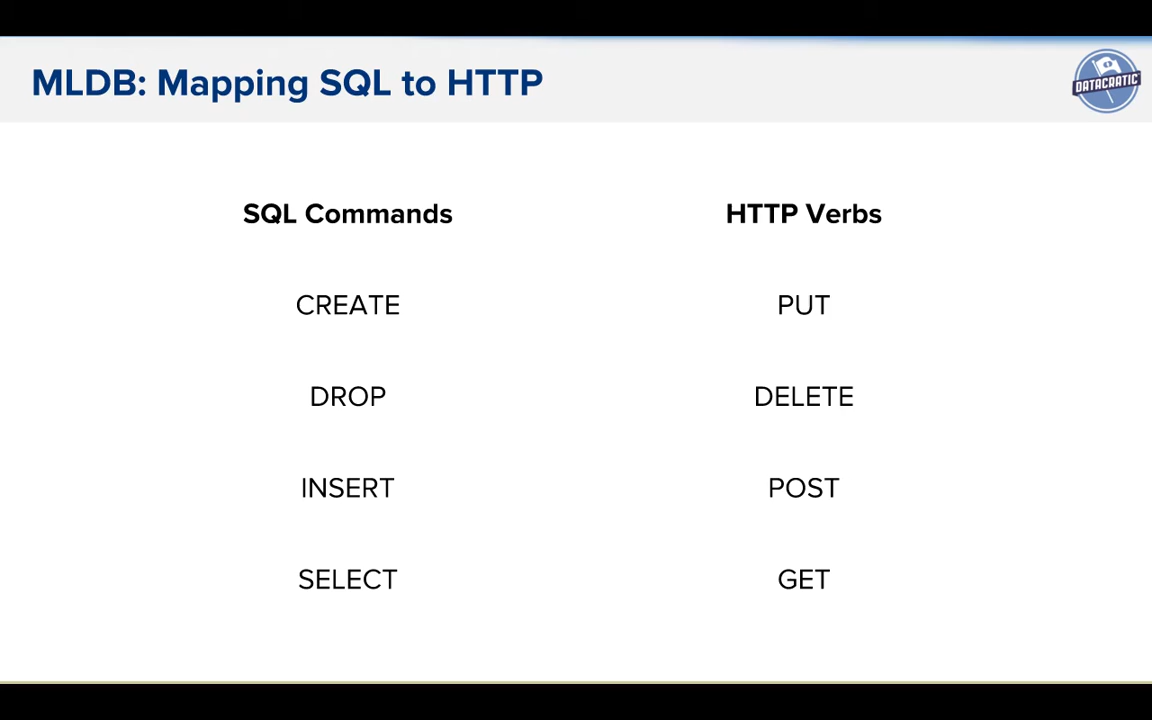 MLDB: Mapping SQL to HTTP
DATACRATIC
SQL Commands HTTP Verbs
CREATE PUT
DROP DELETE
INSERT POST
SELECT GET